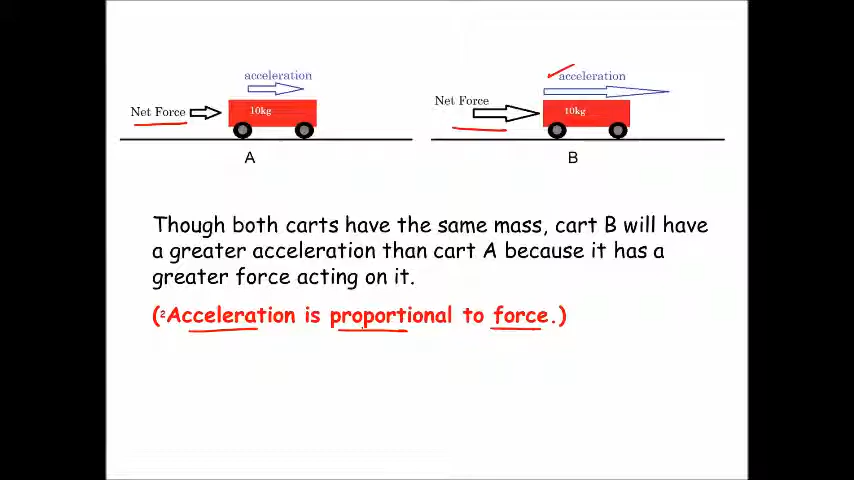 acceleration
Net Force
10kg
A
acceleration
Net Force
10kg
B
Though both carts have the same mass, cart B will have
a greater acceleration than cart A because it has a
greater force acting on it.
(²Acceleration is proportional to force.)